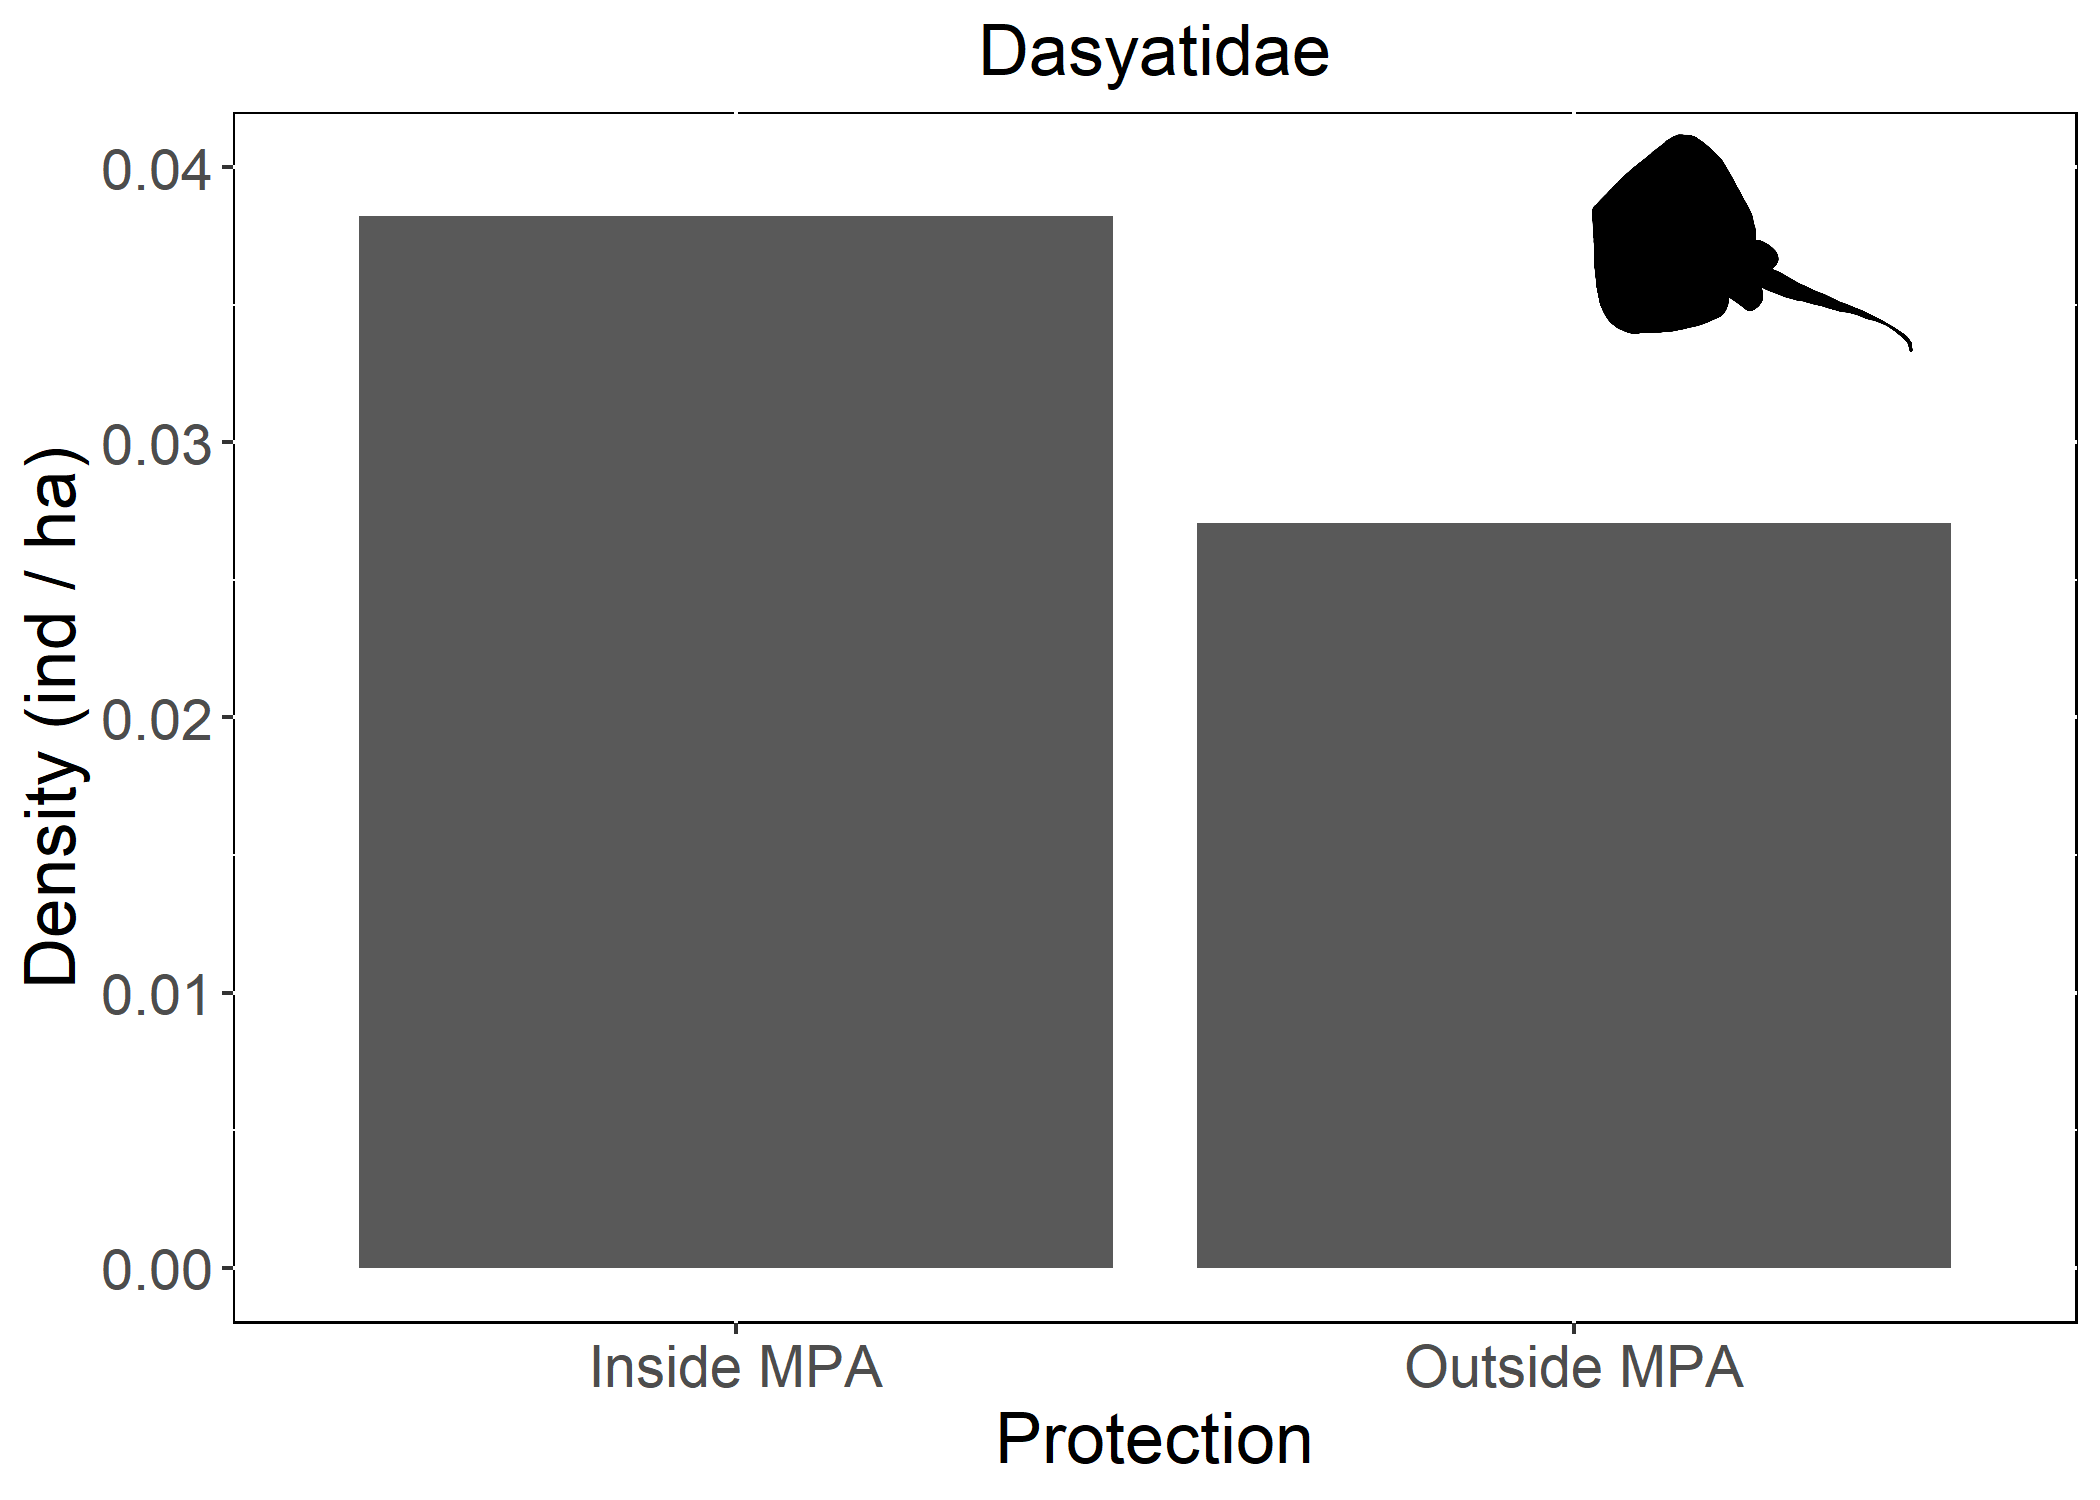 Dasyatidae
0.04
0.03
0.02
0.01
0.00
Density (ind / ha)
Inside MPA
Outside MPA
Protection